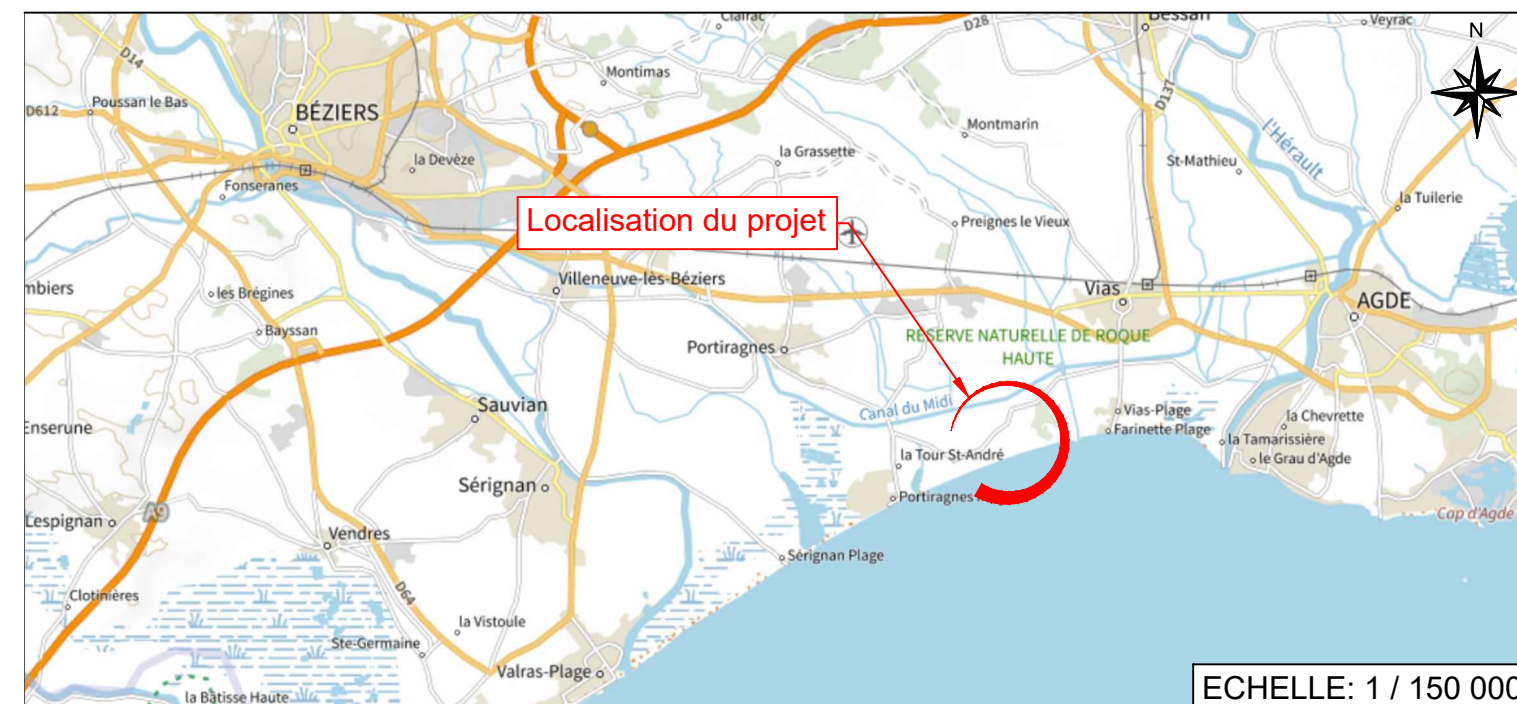 Clairac
D28
Bessan
Veyrac
N
D14
Montimas
D612
Poussan le Bas
BÉZIERS
D137
l'Hérault
Montmarin
la Devèze
la Grassette
St-Mathieu
Fonseranes
la Tuilerie
Localisation du projet
Preignes le Vieux
Villeneuve-lès-Béziers
mbiers
les Brégines
Vias
AGDE
Bayssan
Portiragnes
RÉSERVE NATURELLE DE ROQUE
HAUTE
Sauvian
Canal du Midi
Vias-Plage
la Chevrette
Enserune
Farinette Plage
la Tamarissière
la Tour St-André
le Grau d'Agde
Sérignan
Portiragnes
Lespignan
A9
Cap d'Agde
Vendres
Sérignan Plage
Clotinières
D64
la Vistoule
Ste-Germaine
Valras-Plage
la Bâtisse Haute
ECHELLE: 1 / 150 000